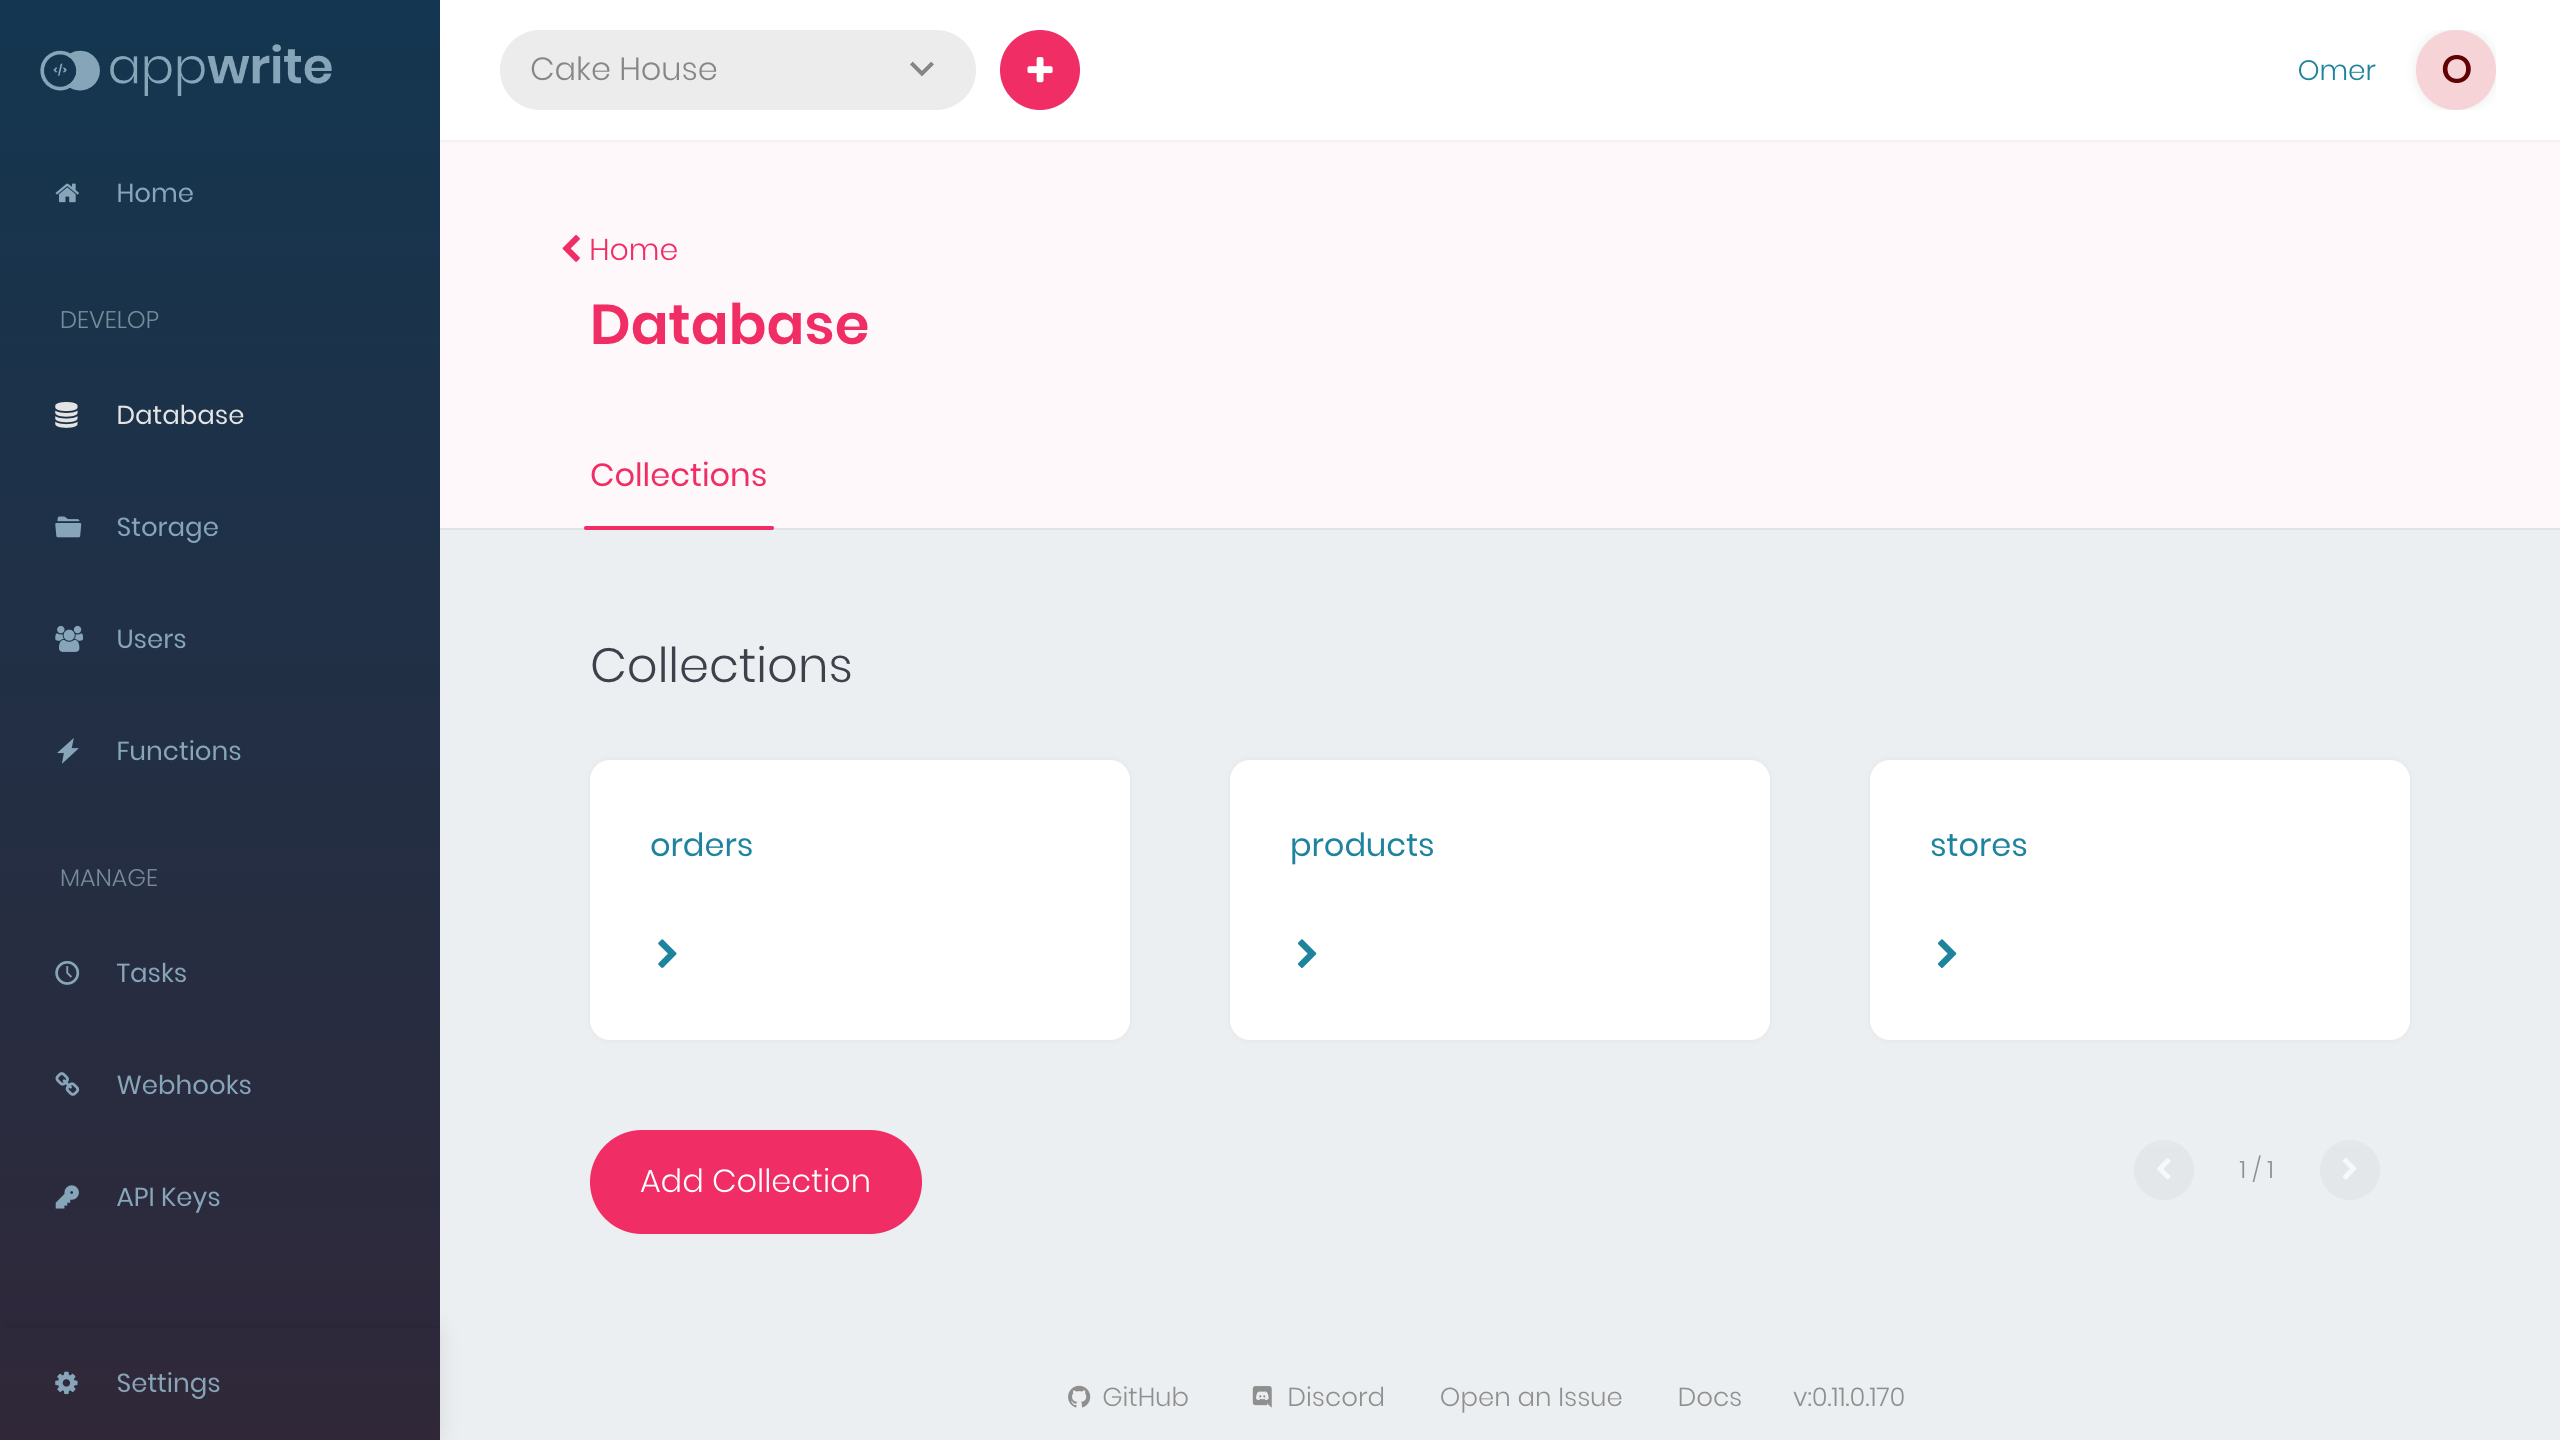 appwrite
Cake House
Omer
O
Home
DEVELOP
Database
Storage
Users
Functions
MANAGE
Tasks
Webhooks
API Keys
Settings
Home
Database
Collections
Collections
orders
products
stores
Add Collection
1 / 1
GitHub
Discord
Open an Issue
Docs
v:0.11.0.170